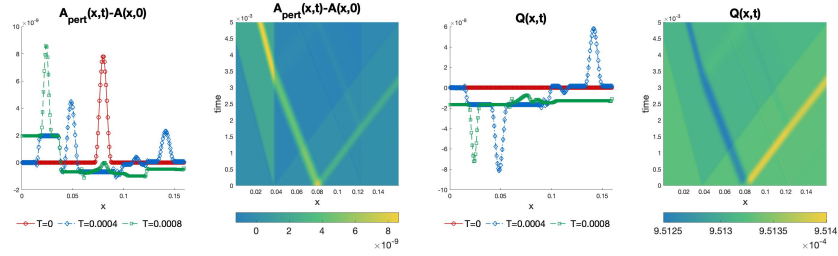 A_pert(x,t)-A(x,0)
×10⁻⁹
10
8
6
4
2
0
-2
0 0.05 0.1 0.15
x
T=0 T=0.0004 T=0.0008
A_pert(x,t)-A(x,0)
×10⁻³
5
4.5
4
3.5
3
2.5
2
1.5
1
0.5
0
time
0.02 0.04 0.06 0.08 0.1 0.12 0.14
x
0 2 4 6 8
×10⁻⁹
Q(x,t)
×10⁻⁸
6
4
2
0
-2
-4
-6
-8
-10
0 0.05 0.1 0.15
x
T=0 T=0.0004 T=0.0008
Q(x,t)
×10⁻³
5
4.5
4
3.5
3
2.5
2
1.5
1
0.5
0
time
0.02 0.04 0.06 0.08 0.1 0.12 0.14
x
9.5125 9.513 9.5135 9.514
×10⁻⁴